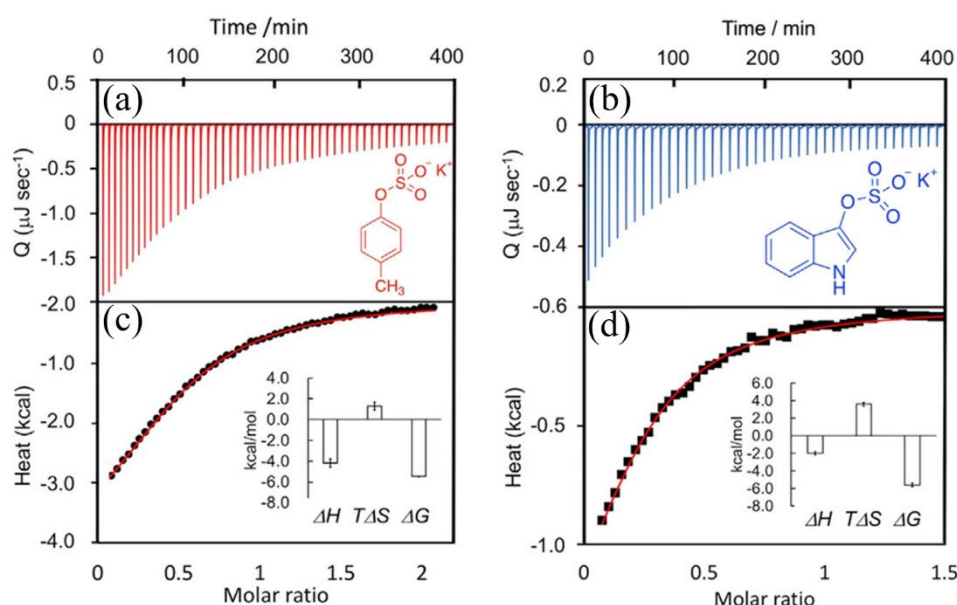 Time /min
0 100 200 300 400
0.5
0
-0.5
-1.0
-1.5
-2.0
Q (μJ sec⁻¹)
(a)
O
O⁻ K⁺
S
O
O
CH₃
(c)
-1.0
-2.0
-3.0
-4.0
Heat (kcal)
4.0
2.0
0.0
-2.0
-4.0
-6.0
-8.0
kcal/mol
ΔH TΔS ΔG
0 0.5 1 1.5 2
Molar ratio
Time / min
0 100 200 300 400
0.2
0
-0.2
-0.4
-0.6
Q (μJ sec⁻¹)
(b)
O
O⁻ K⁺
O
S
O
N
H
(d)
-0.5
-1.0
Heat (kcal)
6.0
4.0
2.0
0.0
-2.0
-4.0
-6.0
-8.0
kcal/mol
ΔH TΔS ΔG
0 0.5 1 1.5
Molar ratio